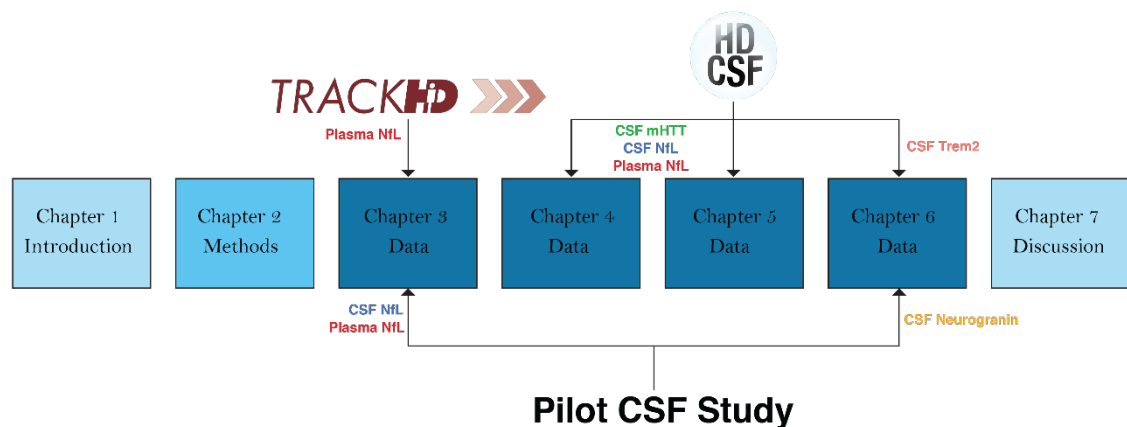 HD
CSF
TRACKHD
Plasma NfL
CSF mHTT
CSF NfL
Plasma NfL
CSF Trem2
Chapter 1
Introduction
Chapter 2
Methods
Chapter 3
Data
Chapter 4
Data
Chapter 5
Data
Chapter 6
Data
Chapter 7
Discussion
CSF NfL
Plasma NfL
CSF Neurogranin
Pilot CSF Study